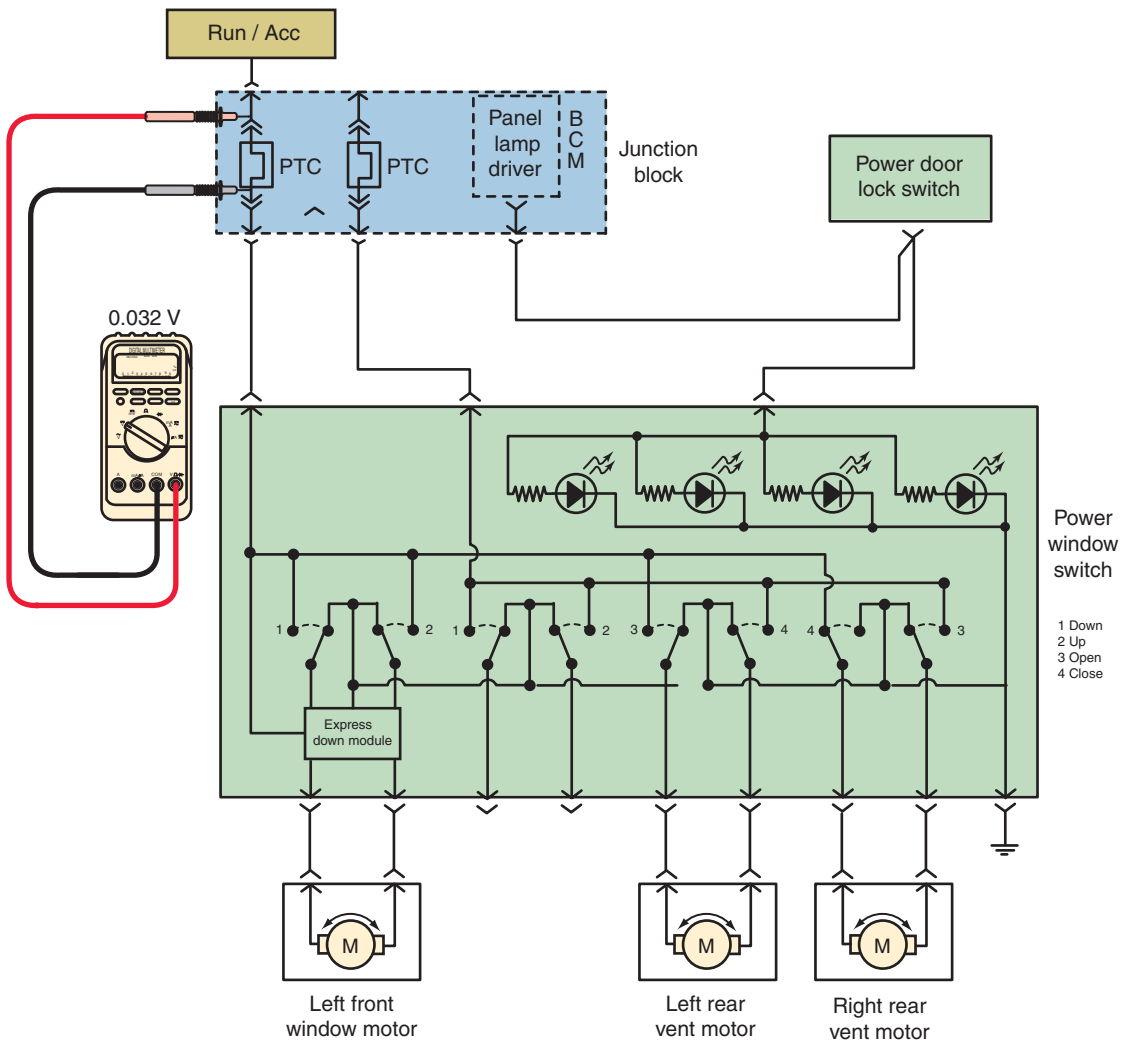 Run / Acc
PTC
PTC
Panel
lamp
driver
B
C
M
Junction
block
Power door
lock switch
0.032 V
DIGITAL MULTIMETER
A
COM
V
Power
window
switch
1 Down
2 Up
3 Open
4 Close
1
2
1
2
3
4
4
3
Express
down module
M
M
M
Left front
window motor
Left rear
vent motor
Right rear
vent motor